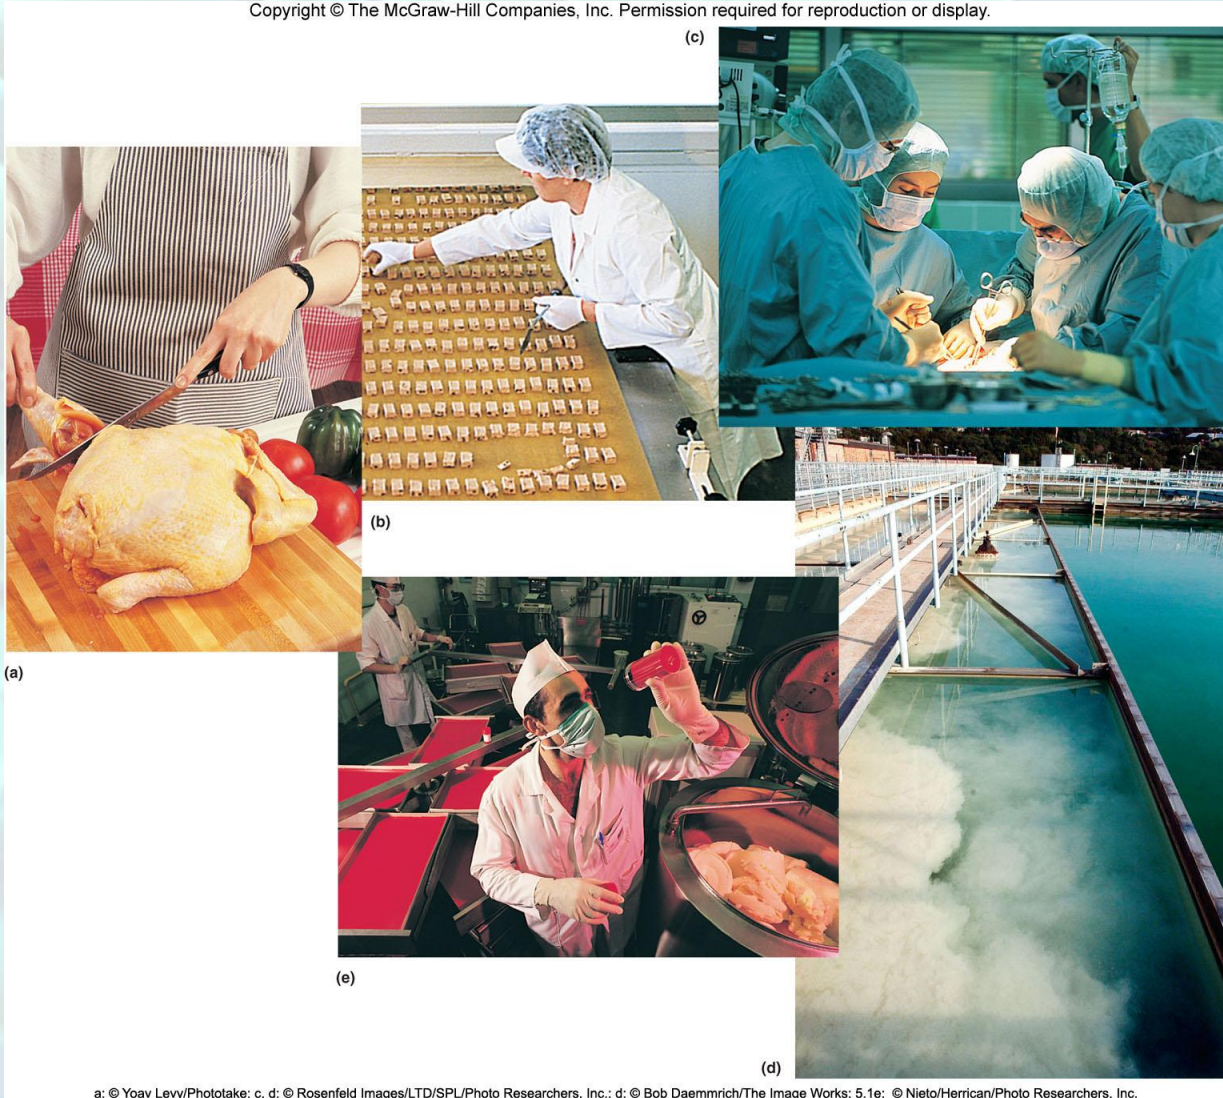 Copyright © The McGraw-Hill Companies, Inc. Permission required for reproduction or display.
(c)
(b)
(a)
(e)
(d)
a: © Yoav Levy/Phototake; c, d: © Rosenfeld Images/LTD/SPL/Photo Researchers, Inc.; d: © Bob Daemmrich/The Image Works; 5.1e: © Nieto/Herrican/Photo Researchers, Inc.